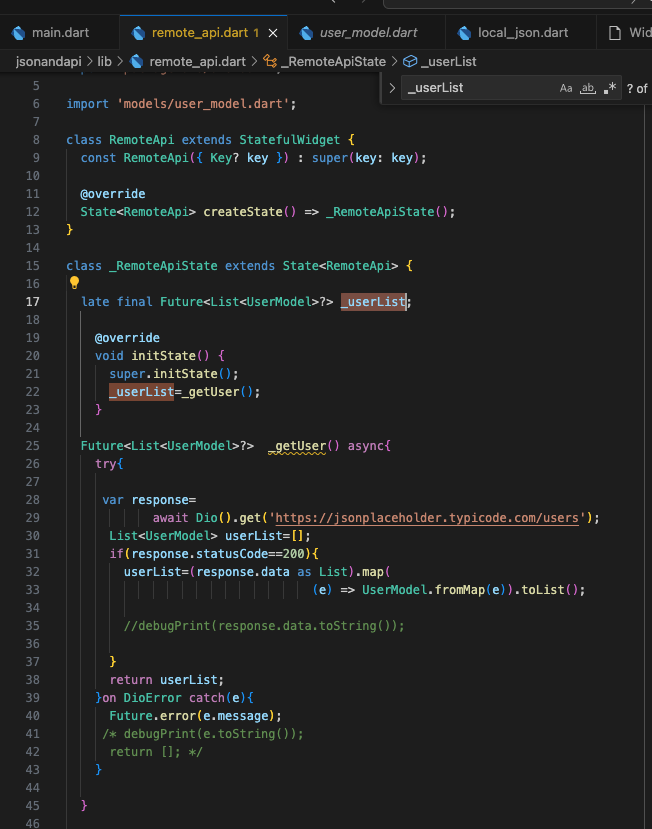 main.dart
remote_api.dart 1
user_model.dart
local_json.dart
Wid
jsonandapi > lib > remote_api.dart > _RemoteApiState > _userList
> _userList Aa ab .* ? of
5
6 import 'models/user_model.dart';
7
8 class RemoteApi extends StatefulWidget {
9 const RemoteApi({ Key? key }) : super(key: key);
10
11 @override
12 State<RemoteApi> createState() => _RemoteApiState();
13 }
14
15 class _RemoteApiState extends State<RemoteApi> {
16
17 late final Future<List<UserModel>?> _userList;
18
19 @override
20 void initState() {
21 super.initState();
22 _userList=_getUser();
23 }
24
25 Future<List<UserModel>?>  _getUser() async{
26 try{
27
28 var response=
29 await Dio().get('https://jsonplaceholder.typicode.com/users');
30 List<UserModel> userList=[];
31 if(response.statusCode==200){
32 userList=(response.data as List).map(
33 (e) => UserModel.fromMap(e)).toList();
34
35 //debugPrint(response.data.toString());
36
37 }
38 return userList;
39 }on DioError catch(e){
40 Future.error(e.message);
41 /* debugPrint(e.toString());
42 return []; */
43 }
44
45 }
46